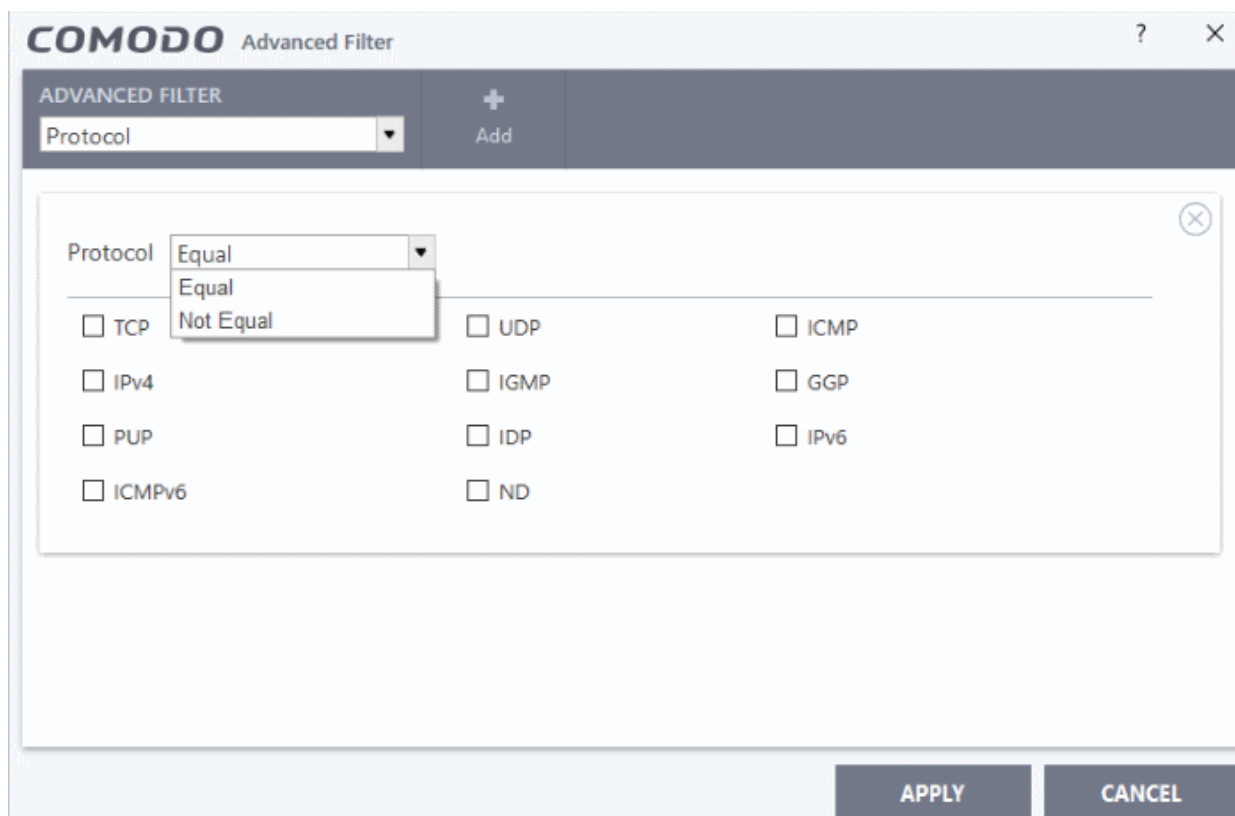 COMODO Advanced Filter ?
ADVANCED FILTER
Protocol
Add
Protocol Equal
Equal
Not Equal
TCP UDP ICMP
IPv4 IGMP GGP
PUP IDP IPv6
ICMPv6 ND
APPLY CANCEL